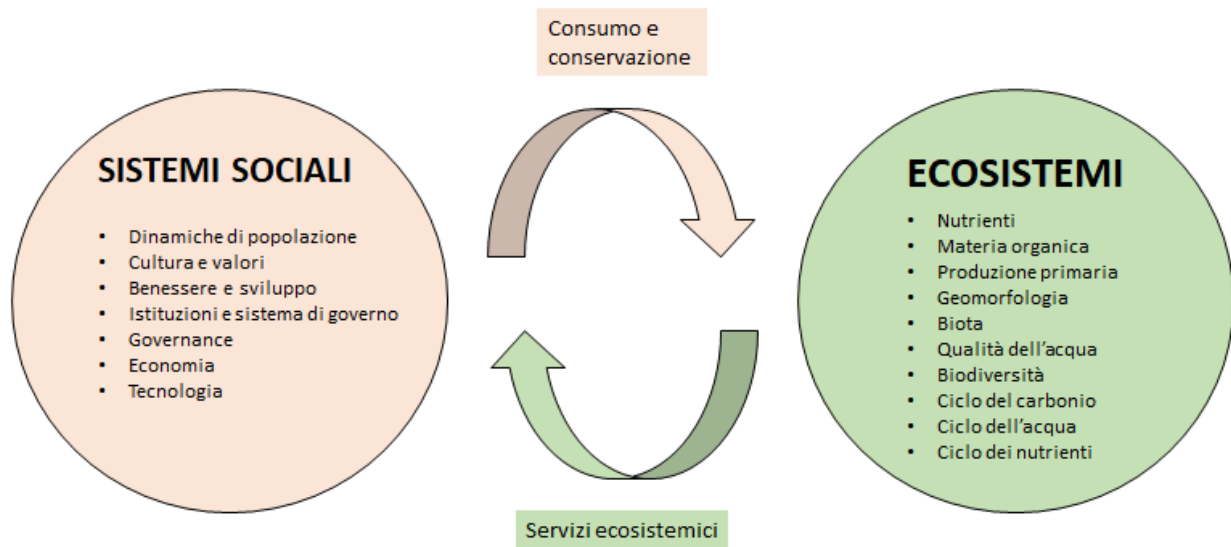 Consumo e
conservazione
SISTEMI SOCIALI
• Dinamiche di popolazione
• Cultura e valori
• Benessere e sviluppo
• Istituzioni e sistema di governo
• Governance
• Economia
• Tecnologia
ECOSISTEMI
• Nutrienti
• Materia organica
• Produzione primaria
• Geomorfologia
• Biota
• Qualità dell'acqua
• Biodiversità
• Ciclo del carbonio
• Ciclo dell'acqua
• Ciclo dei nutrienti
Servizi ecosistemici